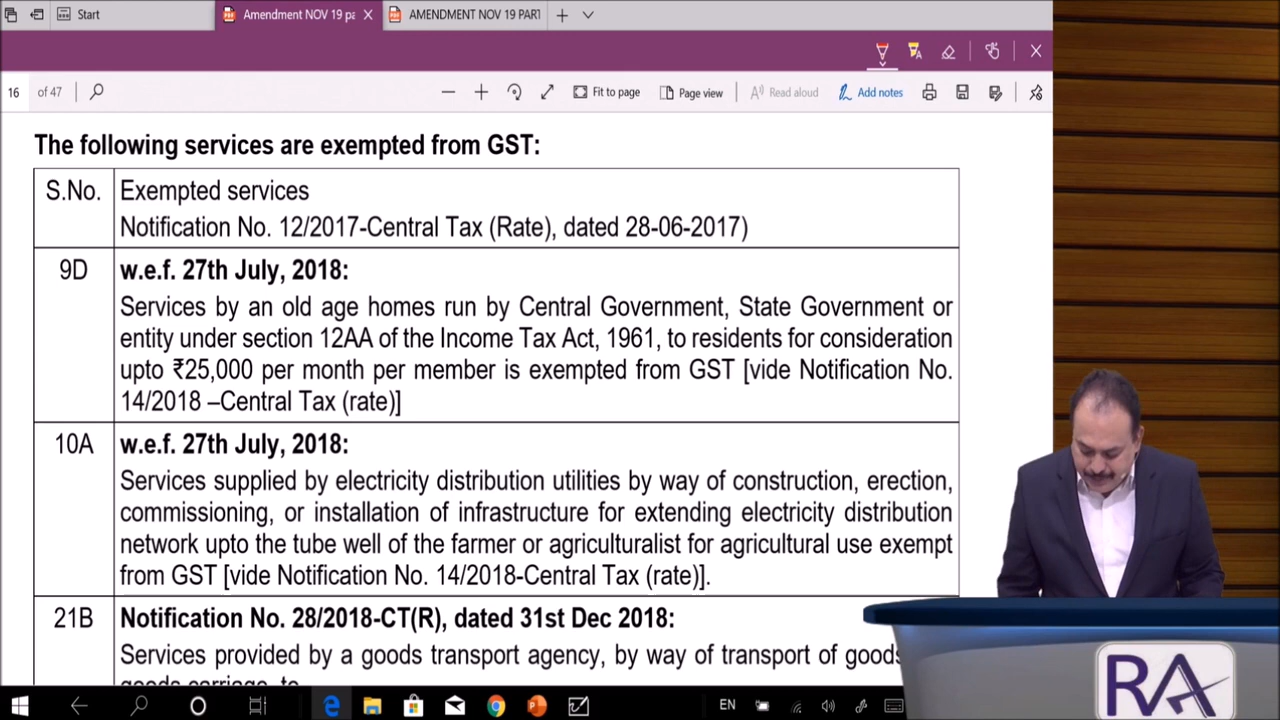 Start
Amendment NOV 19 pa
AMENDMENT NOV 19 PART
16 of 47
Fit to page
Page view
Read aloud
Add notes
The following services are exempted from GST:
S.No.
Exempted services
Notification No. 12/2017-Central Tax (Rate), dated 28-06-2017)
9D
w.e.f. 27th July, 2018:
Services by an old age homes run by Central Government, State Government or
entity under section 12AA of the Income Tax Act, 1961, to residents for consideration
upto ₹25,000 per month per member is exempted from GST [vide Notification No.
14/2018 –Central Tax (rate)]
10A
w.e.f. 27th July, 2018:
Services supplied by electricity distribution utilities by way of construction, erection,
commissioning, or installation of infrastructure for extending electricity distribution
network upto the tube well of the farmer or agriculturalist for agricultural use exempt
from GST [vide Notification No. 14/2018-Central Tax (rate)].
21B
Notification No. 28/2018-CT(R), dated 31st Dec 2018:
Services provided by a goods transport agency, by way of transport of goods
goods carriage, to
EN
RA